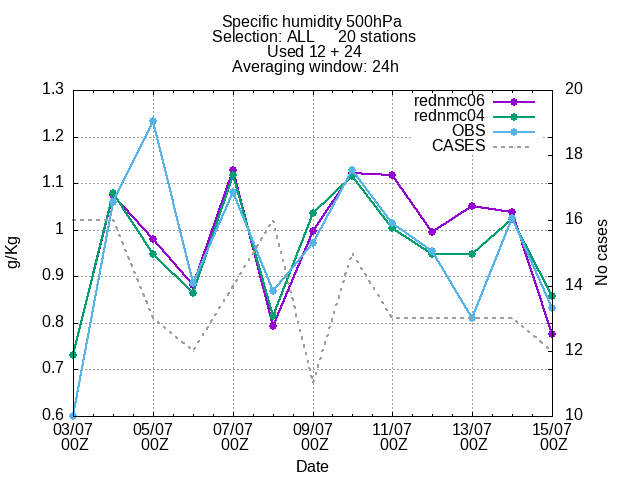 Specific humidity 500hPa
Selection: ALL     20 stations
Used 12 + 24
Averaging window: 24h
1.3
1.2
1.1
1
0.9
0.8
0.7
0.6
g/Kg
20
18
16
14
12
10
No cases
rednmc06
rednmc04
OBS
CASES
03/07 05/07 07/07 09/07 11/07 13/07 15/07
00Z 00Z 00Z 00Z 00Z 00Z 00Z
Date